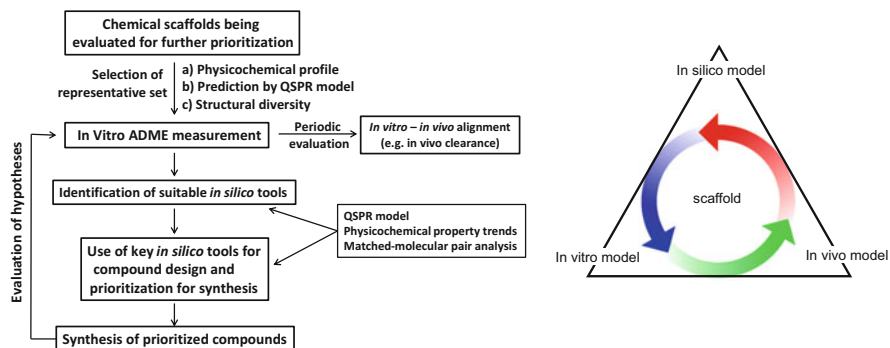 Chemical scaffolds being
evaluated for further prioritization
Selection of
representative set
a) Physicochemical profile
b) Prediction by QSPR model
c) Structural diversity
In Vitro ADME measurement
Periodic
evaluation
In vitro – in vivo alignment
(e.g. in vivo clearance)
Identification of suitable in silico tools
QSPR model
Physicochemical property trends
Matched-molecular pair analysis
Use of key in silico tools for
compound design and
prioritization for synthesis
Synthesis of prioritized compounds
Evaluation of hypotheses
In silico model
scaffold
In vitro model
In vivo model